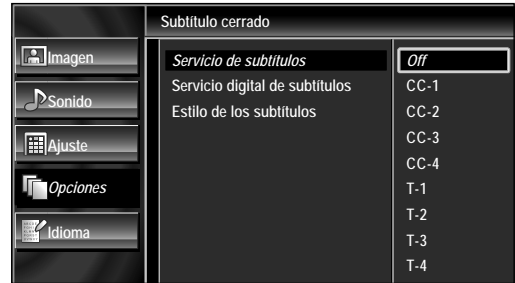 Subtítulo cerrado
Imagen
Sonido
Ajuste
Opciones
Idioma
Servicio de subtítulos
Servicio digital de subtítulos
Estilo de los subtítulos
Off
CC-1
CC-2
CC-3
CC-4
T-1
T-2
T-3
T-4